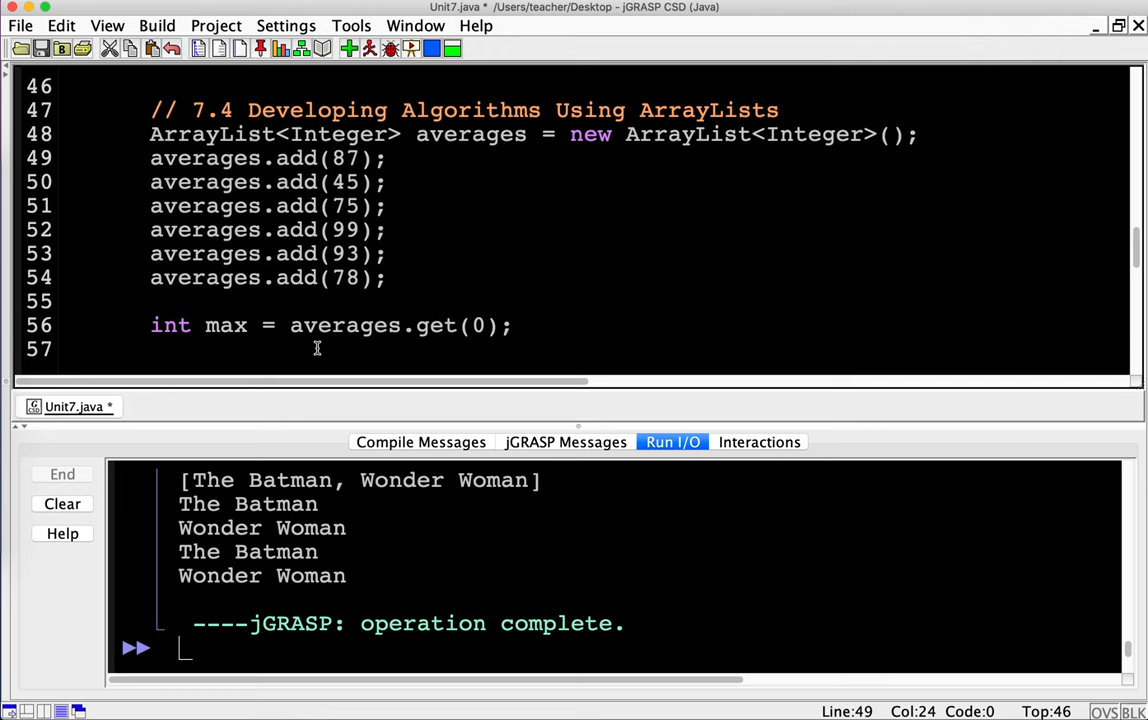 Unit7.java * /Users/teacher/Desktop - jGRASP CSD (Java)
File Edit View Build Project Settings Tools Window Help
46
47 // 7.4 Developing Algorithms Using ArrayLists
48 ArrayList<Integer> averages = new ArrayList<Integer>();
49 averages.add(87);
50 averages.add(45);
51 averages.add(75);
52 averages.add(99);
53 averages.add(93);
54 averages.add(78);
55
56 int max = averages.get(0);
57
Unit7.java *
Compile Messages jGRASP Messages Run I/O Interactions
End
Clear
Help
[The Batman, Wonder Woman]
The Batman
Wonder Woman
The Batman
Wonder Woman
----jGRASP: operation complete.
Line:49 Col:24 Code:0 Top:46 OVS BLK